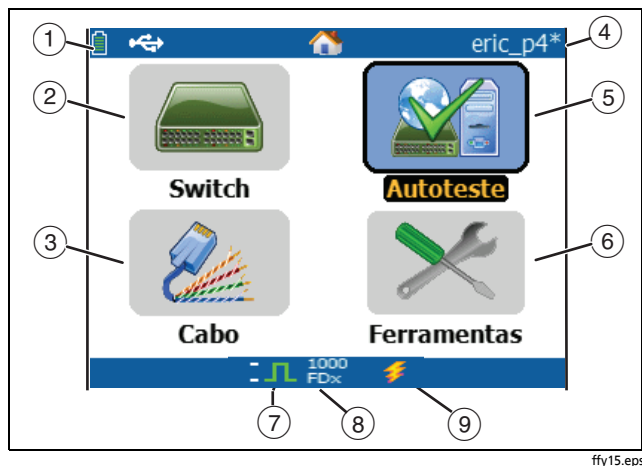 1
eric_p4*
4
2
5
Switch
Autoteste
3
6
Cabo
Ferramentas
1000
FDx
7
8
9
ffy15.eps